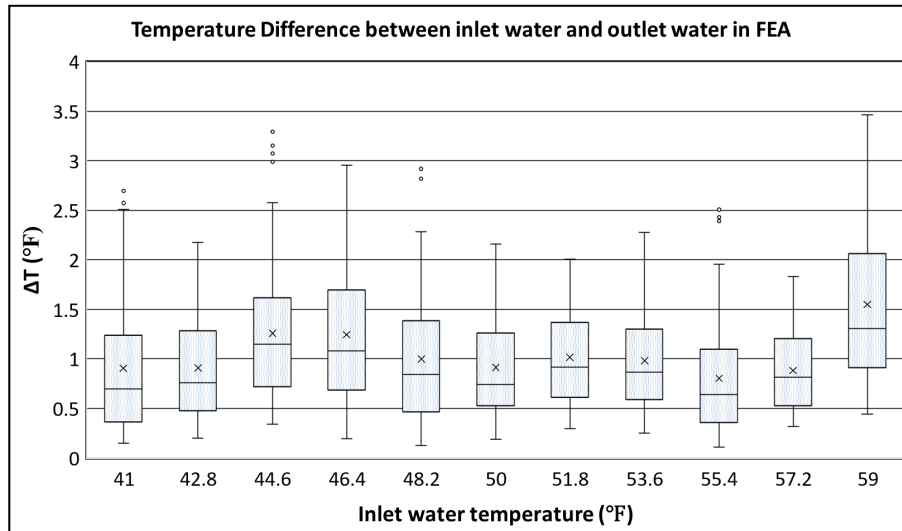 Temperature Difference between inlet water and outlet water in FEA
4
3.5
3
2.5
2
1.5
1
0.5
0
ΔT (°F)
41 42.8 44.6 46.4 48.2 50 51.8 53.6 55.4 57.2 59
Inlet water temperature (°F)